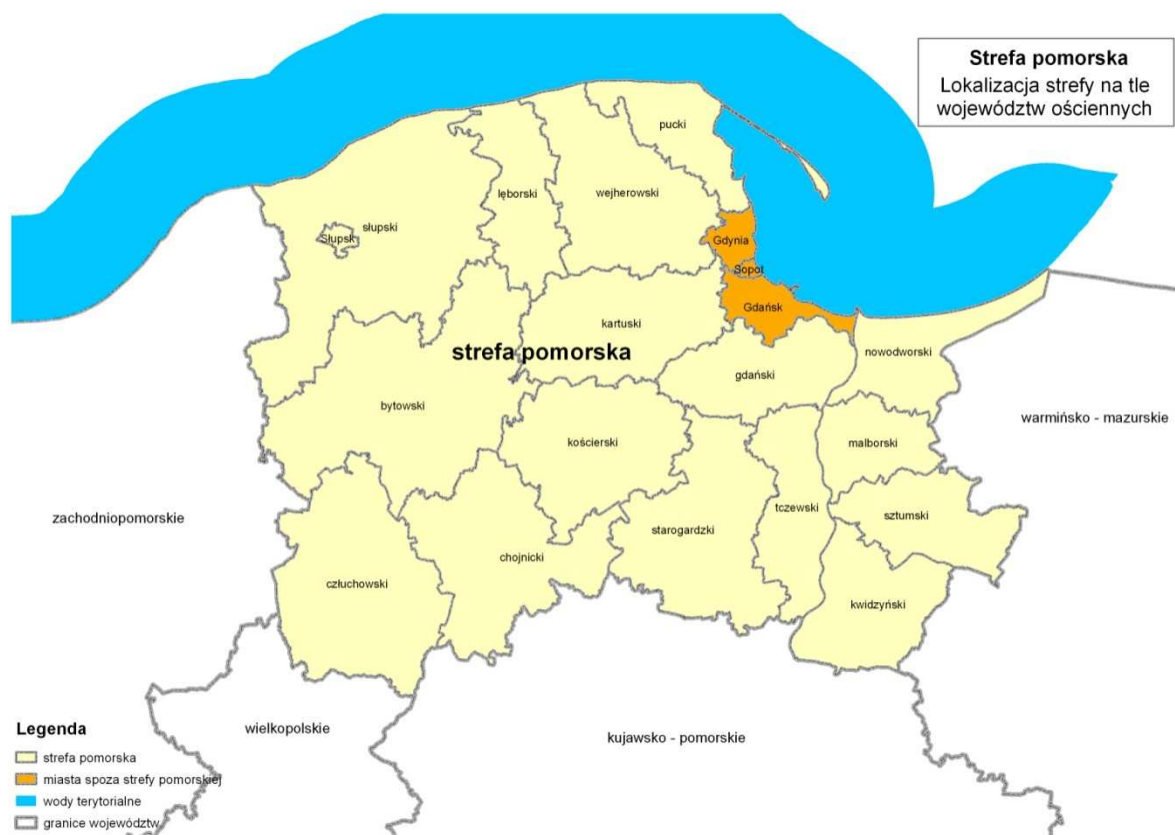 Strefa pomorska
Lokalizacja strefy na tle
województw ościennych
pucki
lęborski
wejherowski
słupski
Słupsk
Gdynia
Sopot
Gdańsk
kartuski
strefa pomorska
nowodworski
gdański
bytowski
warmińsko - mazurskie
kościerski
malborski
zachodniopomorskie
tczewski
sztumski
starogardzki
chojnicki
człuchowski
kwidzyński
wielkopolskie
kujawsko - pomorskie
Legenda
strefa pomorska
miasta spoza strefy pomorskiej
wody terytorialne
granice województw